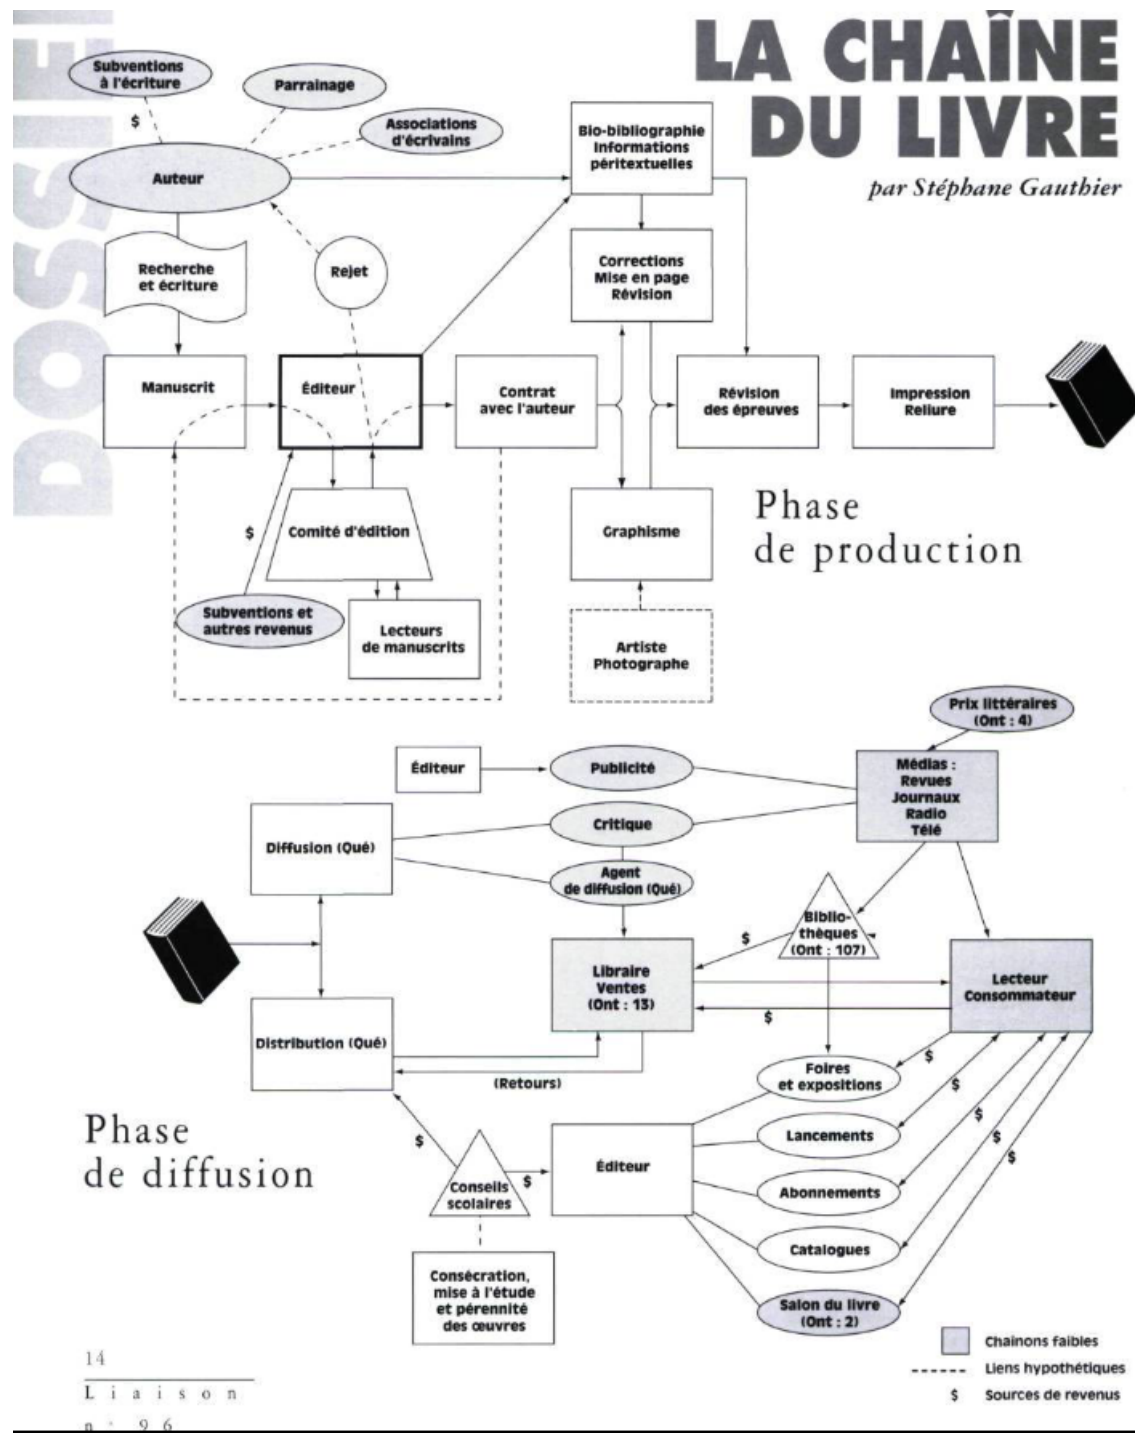 DOSSIER
LA CHAÎNE
DU LIVRE
par Stéphane Gauthier
Subventions
à l'écriture
$
Parrainage
Associations
d'écrivains
Auteur
Bio-bibliographie
Informations
péritextuelles
Recherche
et écriture
Rejet
Corrections
Mise en page
Révision
Manuscrit
Éditeur
Contrat
avec l'auteur
Révision
des épreuves
Impression
Reliure
$
Comité d'édition
Graphisme
Phase
de production
Subventions et
autres revenus
Lecteurs
de manuscrits
Artiste
Photographe
Prix littéraires
(Ont : 4)
Éditeur
Publicité
Médias :
Revues
Journaux
Radio
Télé
Diffusion (Qué)
Critique
Agent
de diffusion (Qué)
Biblio-
thèques
(Ont : 107)
$
Libraire
Ventes
(Ont : 13)
Lecteur
Consommateur
$
Distribution (Qué)
(Retours)
Foires
et expositions
$
$
$
$
$
Phase
de diffusion
$
Conseils
scolaires
$
Éditeur
Lancements
Abonnements
Catalogues
Salon du livre
(Ont : 2)
Consécration,
mise à l'étude
et pérennité
des œuvres
Chaînons faibles
Liens hypothétiques
$ Sources de revenus
14
Liaison
n° 96